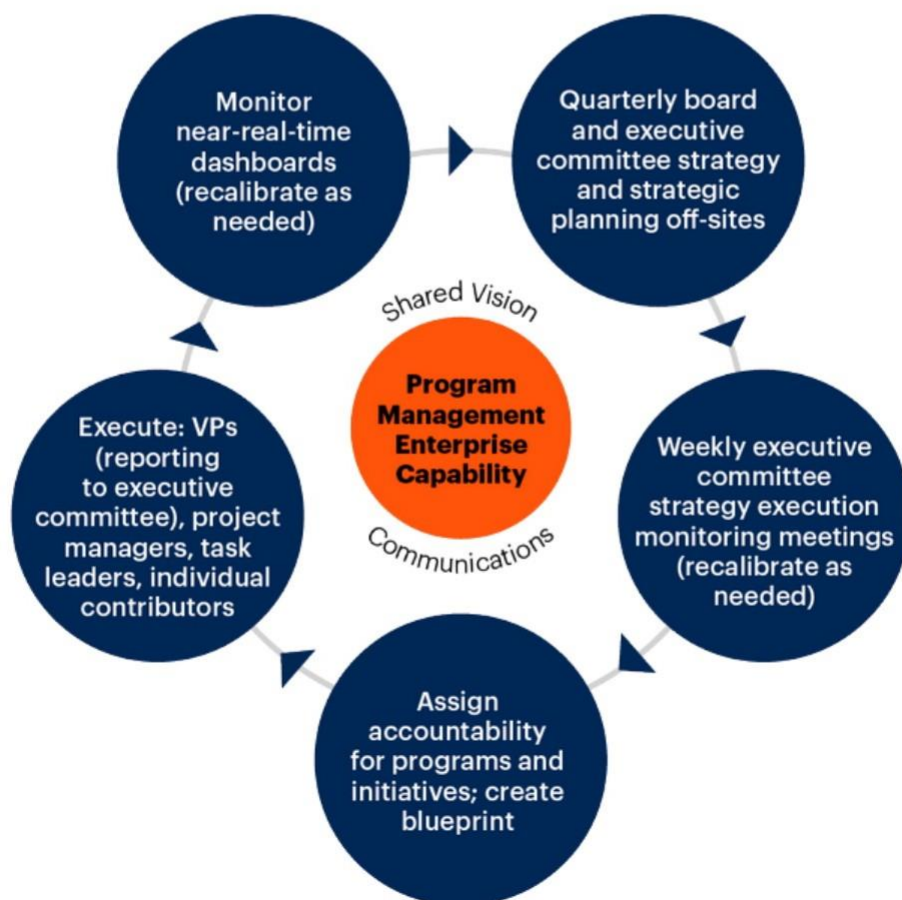 Monitor
near-real-time
dashboards
(recalibrate as
needed)
Quarterly board
and executive
committee strategy
and strategic
planning off-sites
Shared Vision
Program
Management
Enterprise
Capability
Communications
Execute: VPs
(reporting
to executive
committee), project
managers, task
leaders, individual
contributors
Weekly executive
committee
strategy execution
monitoring meetings
(recalibrate as
needed)
Assign
accountability
for programs and
initiatives; create
blueprint